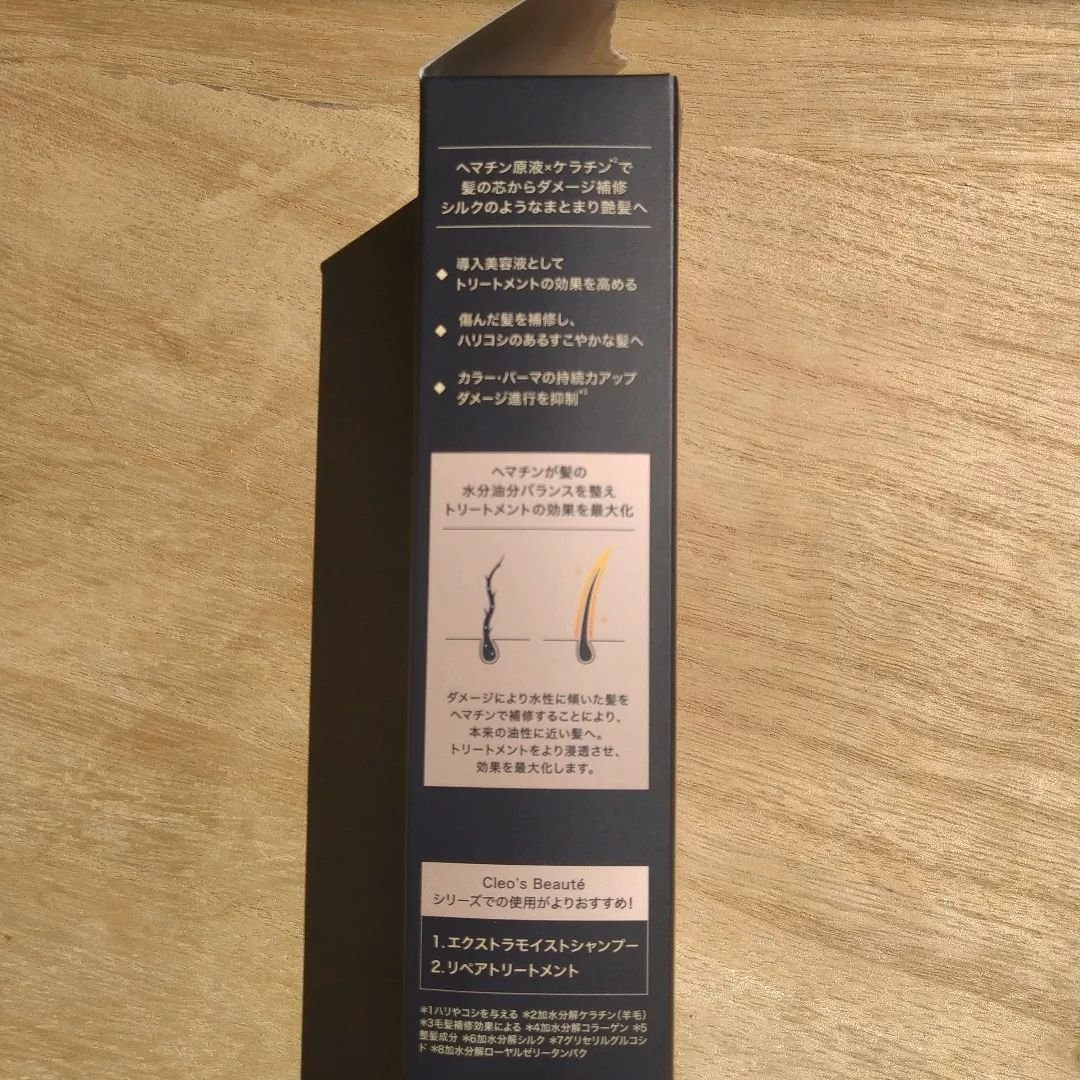 ヘマチン原液×ケラチン*2で
髪の芯からダメージ補修
シルクのようなまとまり艶髪へ
導入美容液として
トリートメントの効果を高める
傷んだ髪を補修し、
ハリコシのあるすこやかな髪へ
カラー・パーマの持続力アップ
ダメージ進行を抑制*3
ヘマチンが髪の
水分油分バランスを整え
トリートメントの効果を最大化
ダメージにより水性に傾いた髪を
ヘマチンで補修することにより、
本来の油性に近い髪へ。
トリートメントをより浸透させ、
効果を最大化します。
Cleo's Beauté
シリーズでの使用がよりおすすめ!
1.エクストラモイストシャンプー
2.リペアトリートメント
*1ハリやコシを与える *2加水分解ケラチン(羊毛)
*3毛髪補修効果による *4加水分解コラーゲン *5
整髪成分 *6加水分解シルク *7グリセリルグルコシ
ド *8加水分解ローヤルゼリータンパク